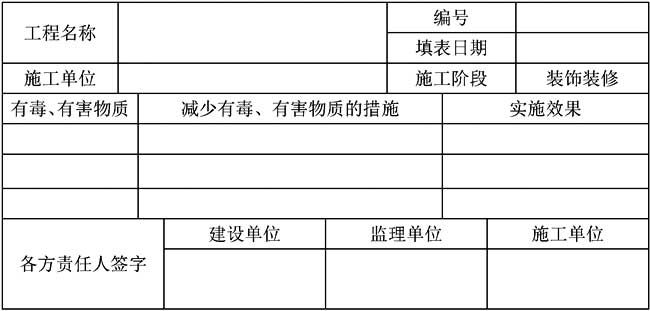 工程名称 编号
填表日期
施工单位 施工阶段 装饰装修
有毒、有害物质 减少有毒、有害物质的措施 实施效果
各方责任人签字 建设单位 监理单位 施工单位